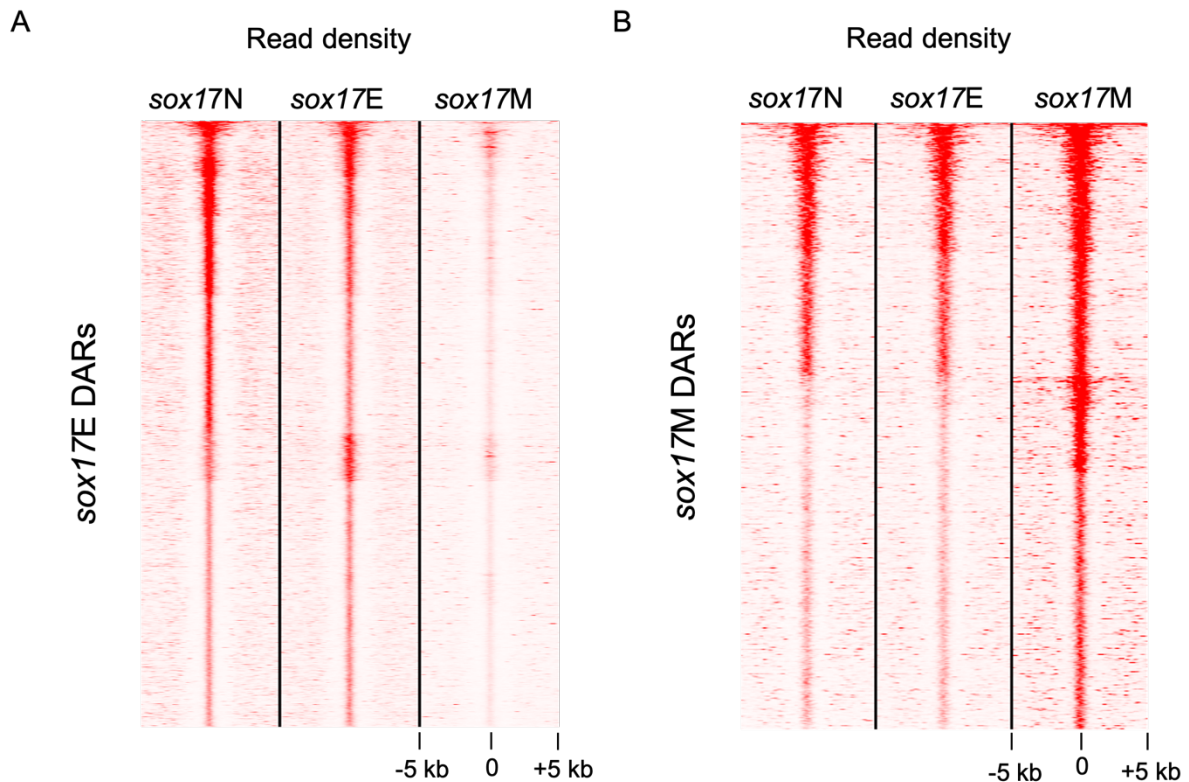 A
Read density
sox17N sox17E sox17M
sox17E DARs
-5 kb 0 +5 kb
B
Read density
sox17N sox17E sox17M
sox17M DARs
-5 kb 0 +5 kb